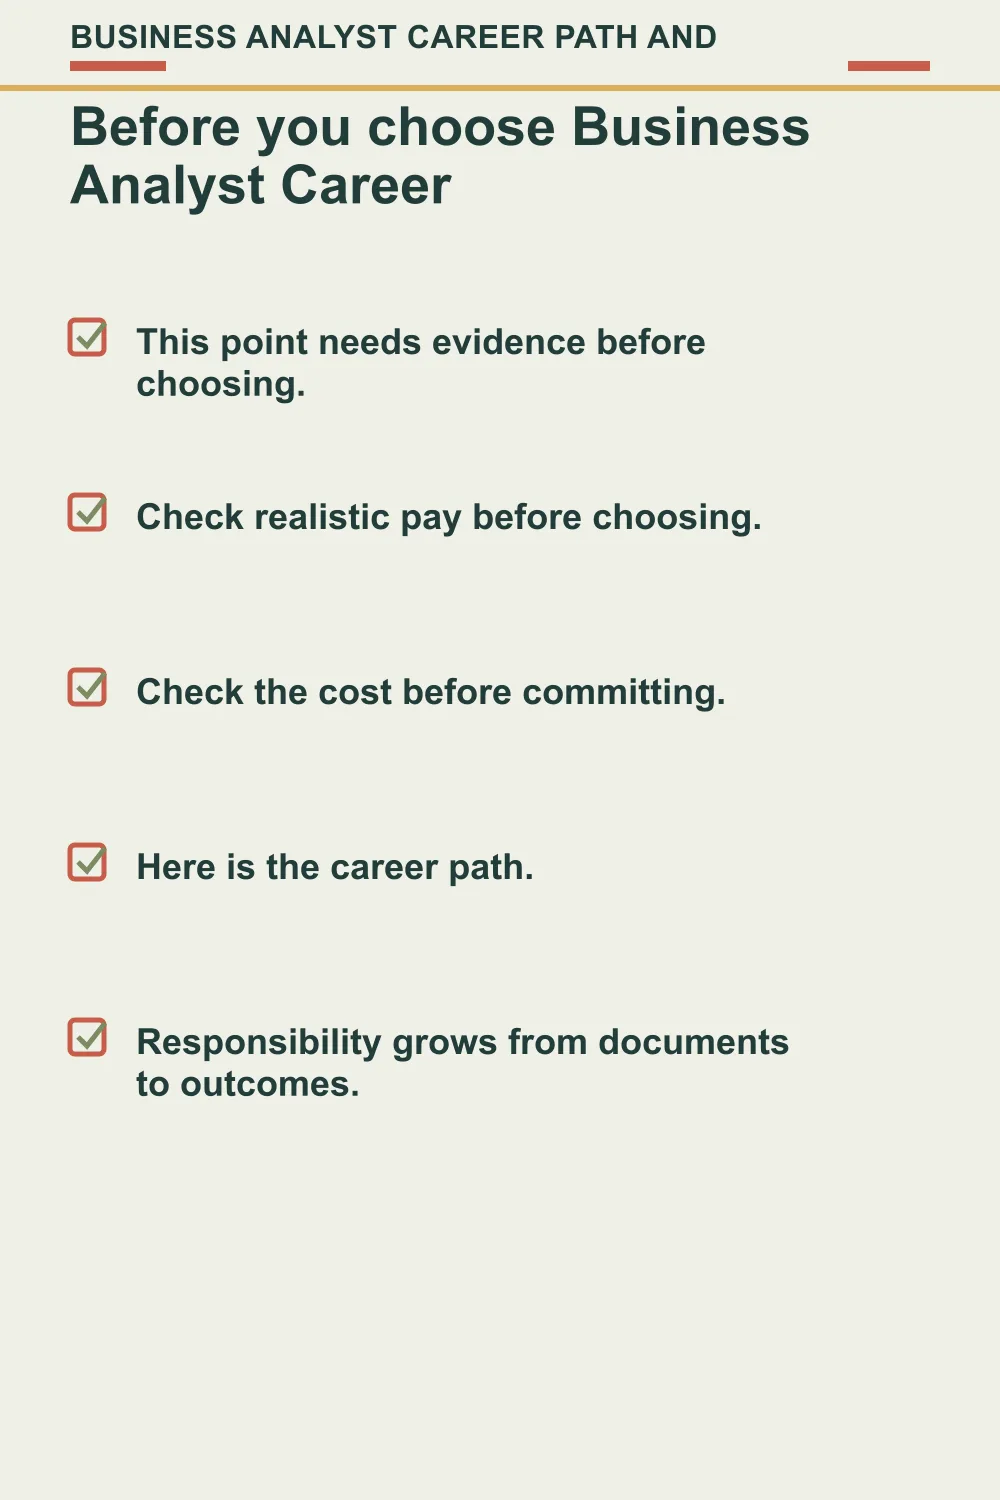 BUSINESS ANALYST CAREER PATH AND
Before you choose Business
Analyst Career
This point needs evidence before
choosing.
Check realistic pay before choosing.
Check the cost before committing.
Here is the career path.
Responsibility grows from documents
to outcomes.